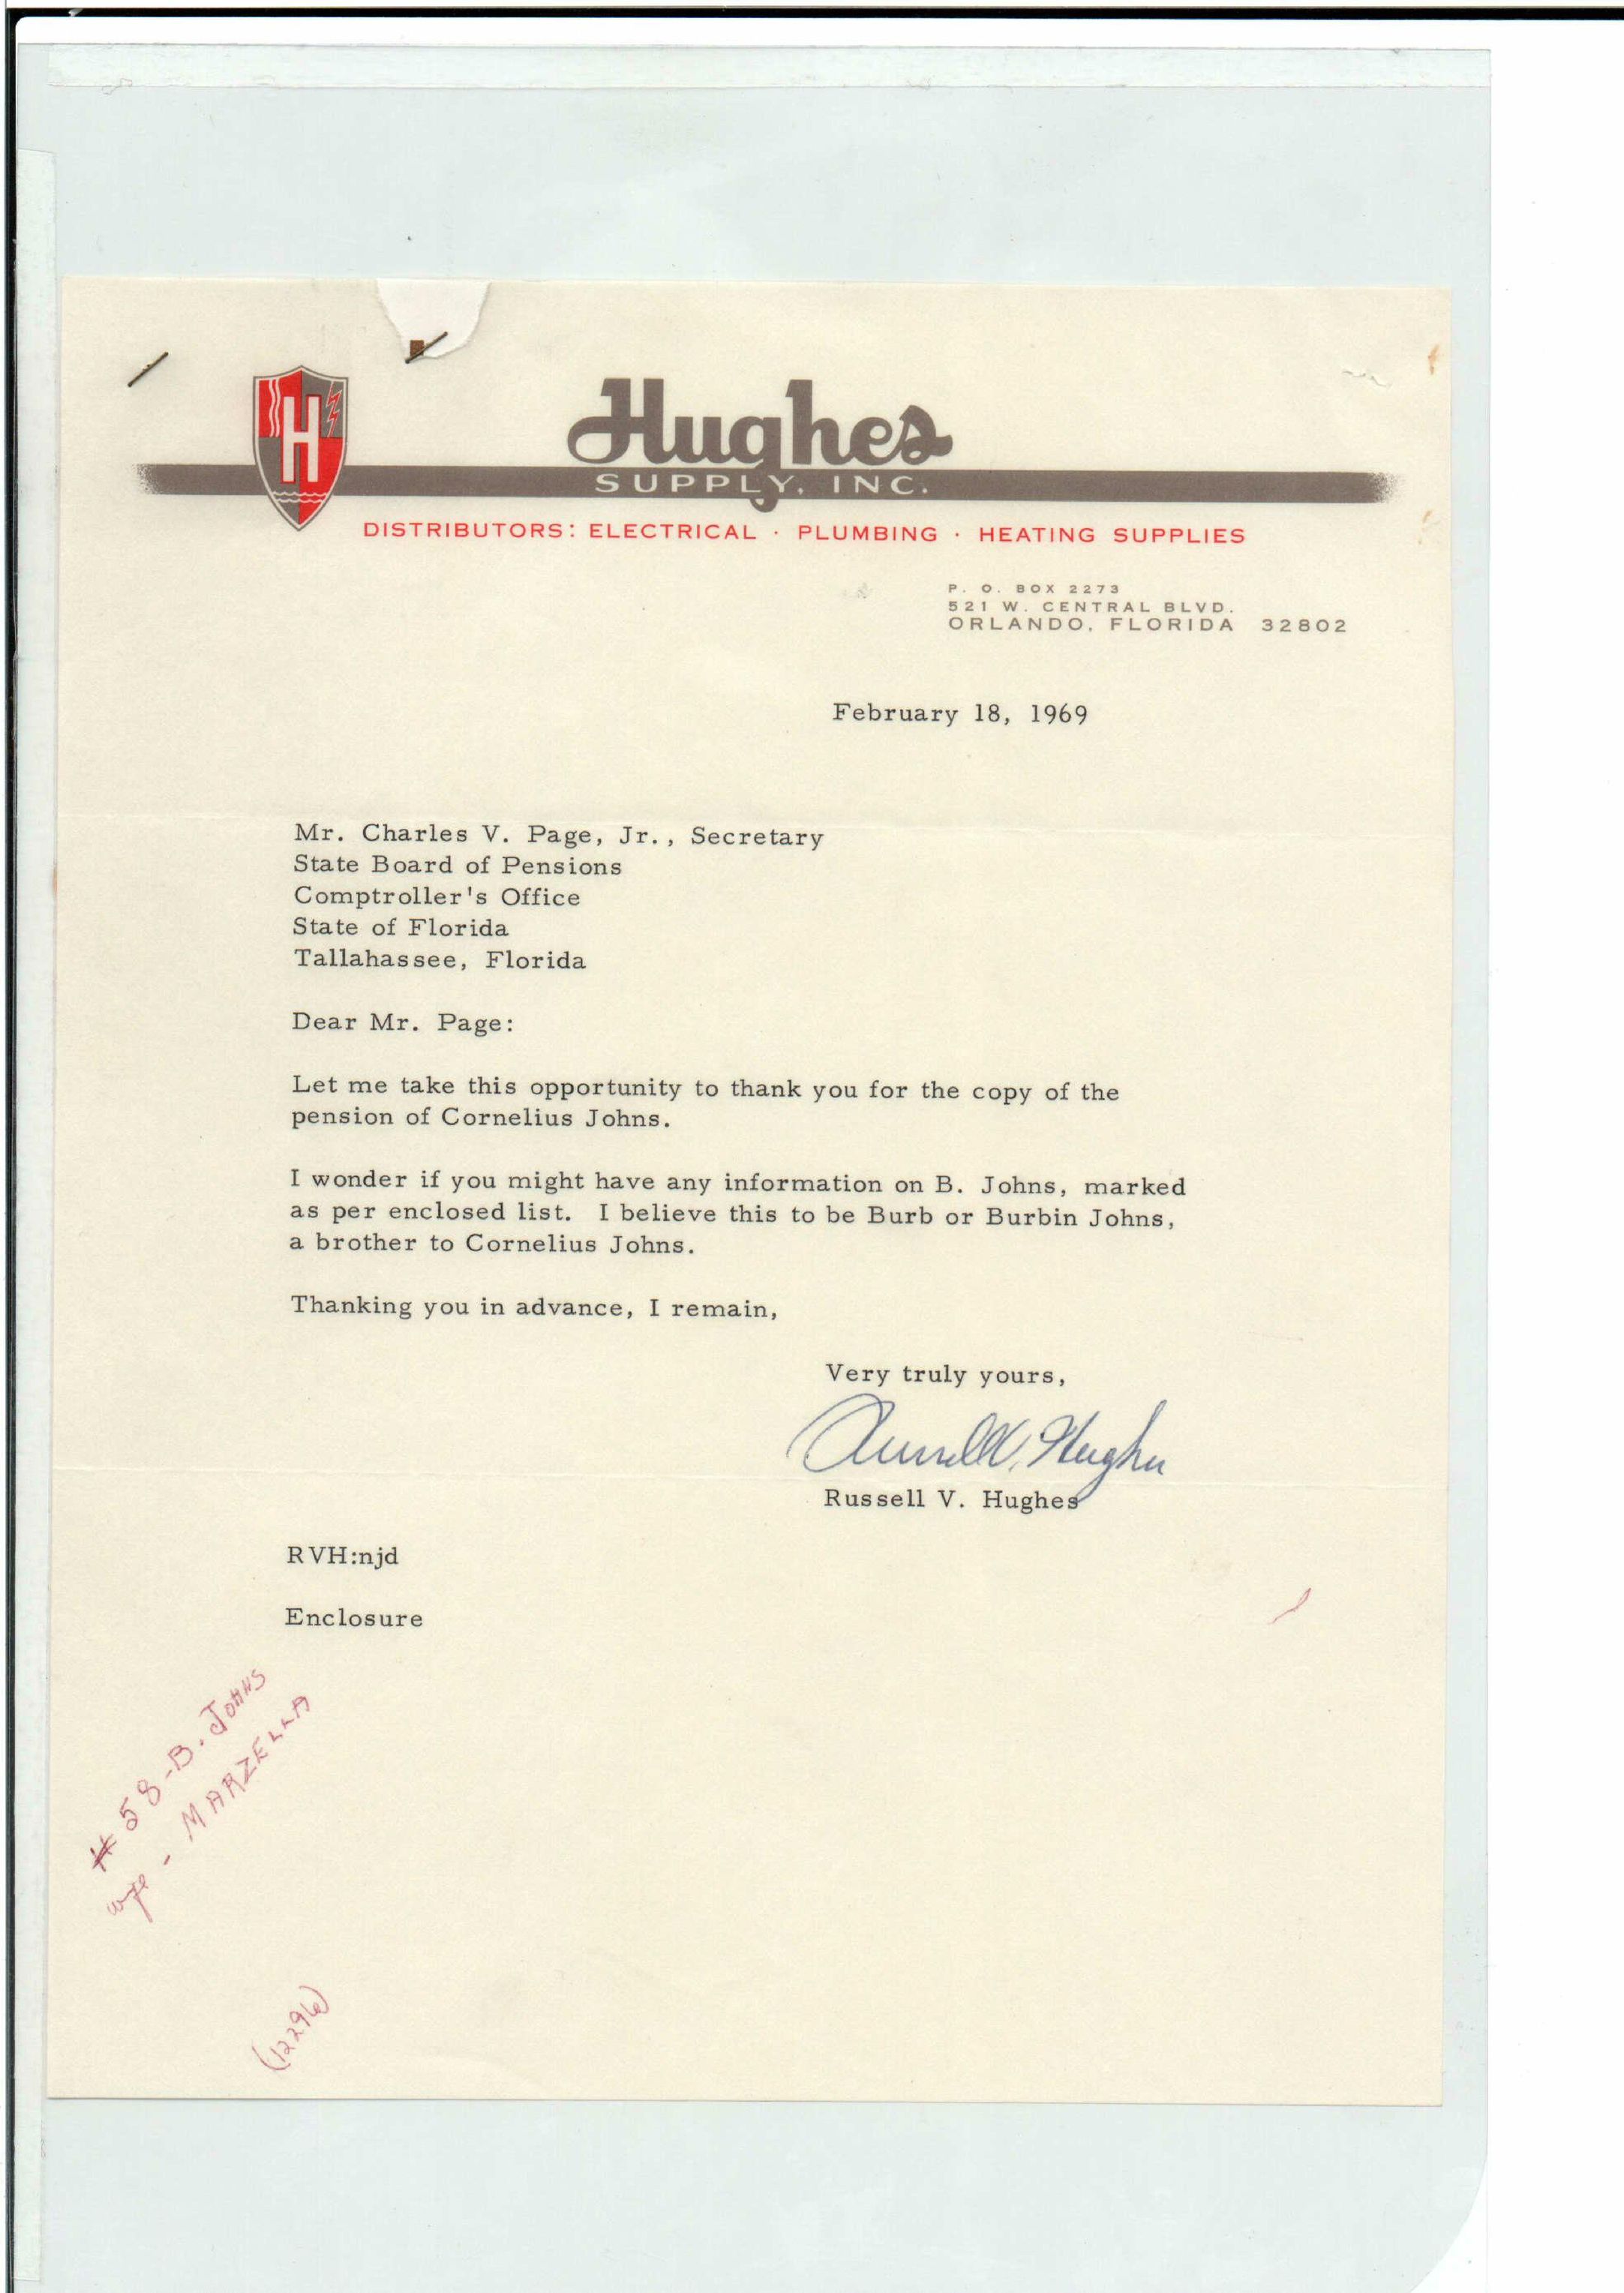 H
Hughes
SUPPLY, INC.
DISTRIBUTORS: ELECTRICAL · PLUMBING · HEATING SUPPLIES
P. O. BOX 2273
521 W. CENTRAL BLVD.
ORLANDO, FLORIDA 32802
February 18, 1969
Mr. Charles V. Page, Jr., Secretary
State Board of Pensions
Comptroller's Office
State of Florida
Tallahassee, Florida
Dear Mr. Page:
Let me take this opportunity to thank you for the copy of the
pension of Cornelius Johns.
I wonder if you might have any information on B. Johns, marked
as per enclosed list. I believe this to be Burb or Burbin Johns,
a brother to Cornelius Johns.
Thanking you in advance, I remain,
Very truly yours,
Russell V. Hughes
Russell V. Hughes
RVH:njd
Enclosure
# 58 - B. JOHNS
wife - MARZELLA
(12296)